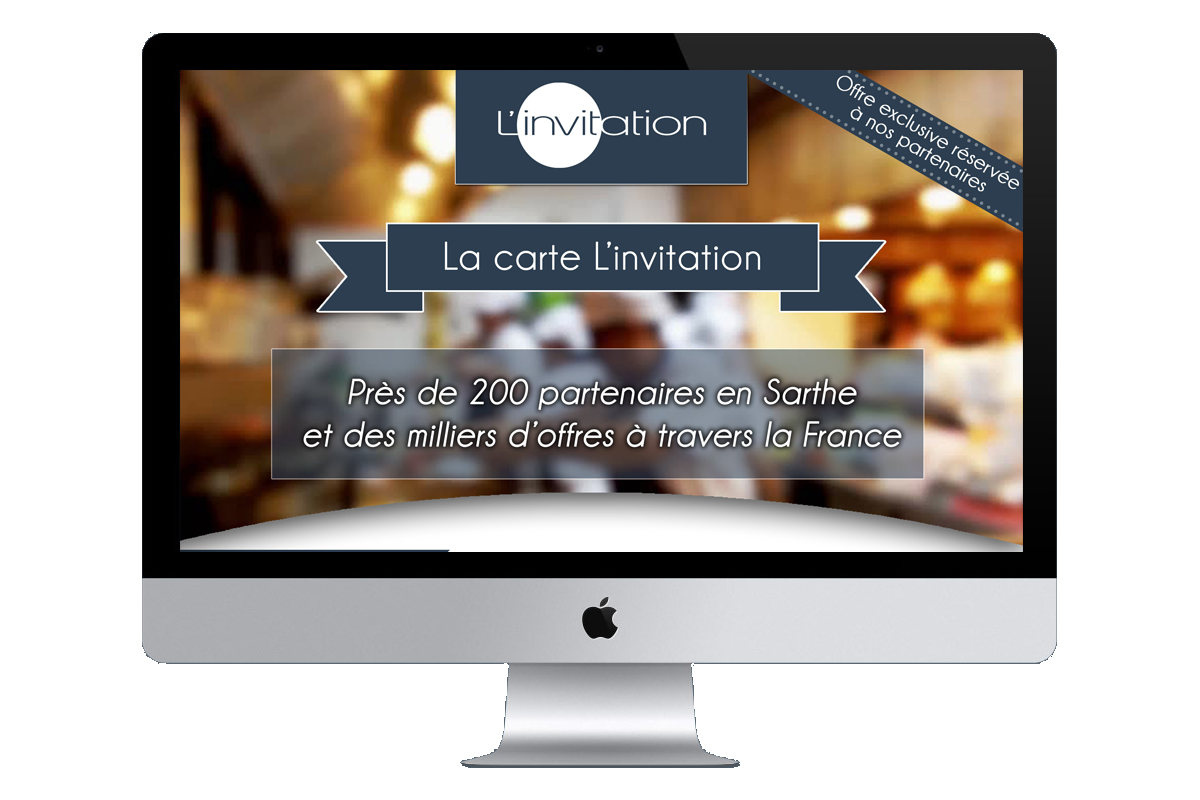 L'invitation
Offre exclusive réservée
à nos partenaires
La carte L'invitation
Près de 200 partenaires en Sarthe
et des milliers d'offres à travers la France